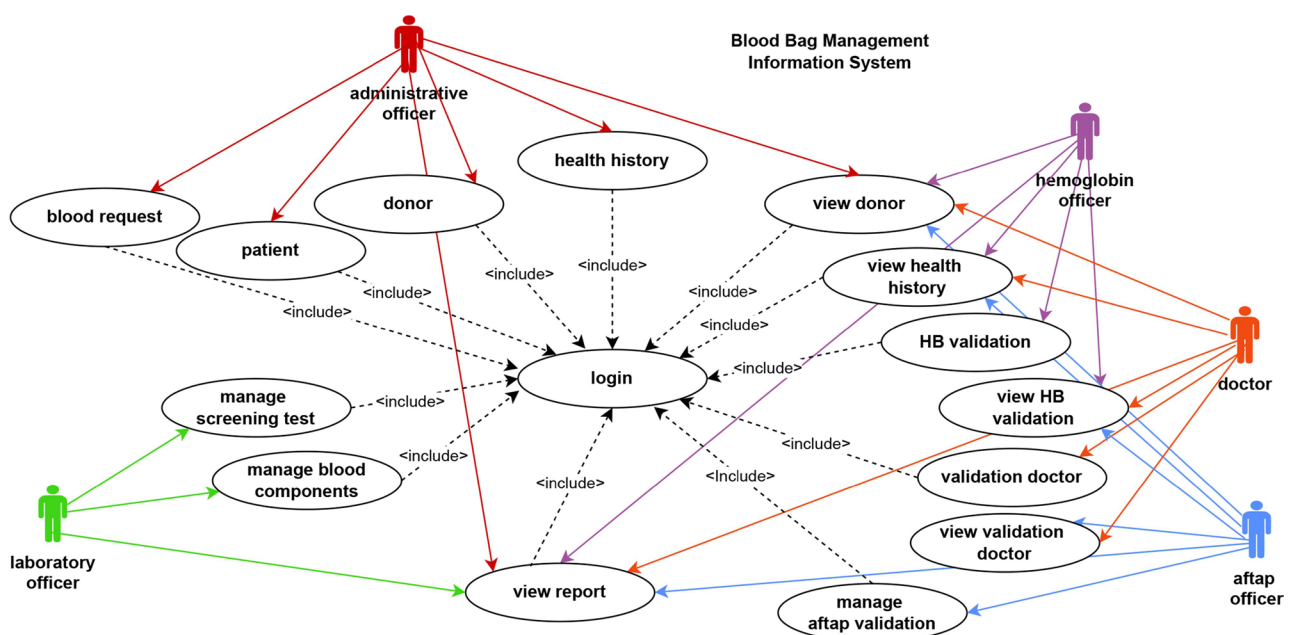 Blood Bag Management
Information System
administrative
officer
hemoglobin
officer
health history
blood request
donor
view donor
patient
view health
history
<include>
<include>
<include>
<include>
<include>
<include>
HB validation
doctor
login
<include>
manage
screening test
<include>
view HB
validation
<include>
<include>
manage blood
components
validation doctor
<include>
<Include>
view validation
doctor
laboratory
officer
view report
manage
aftap validation
aftap
officer